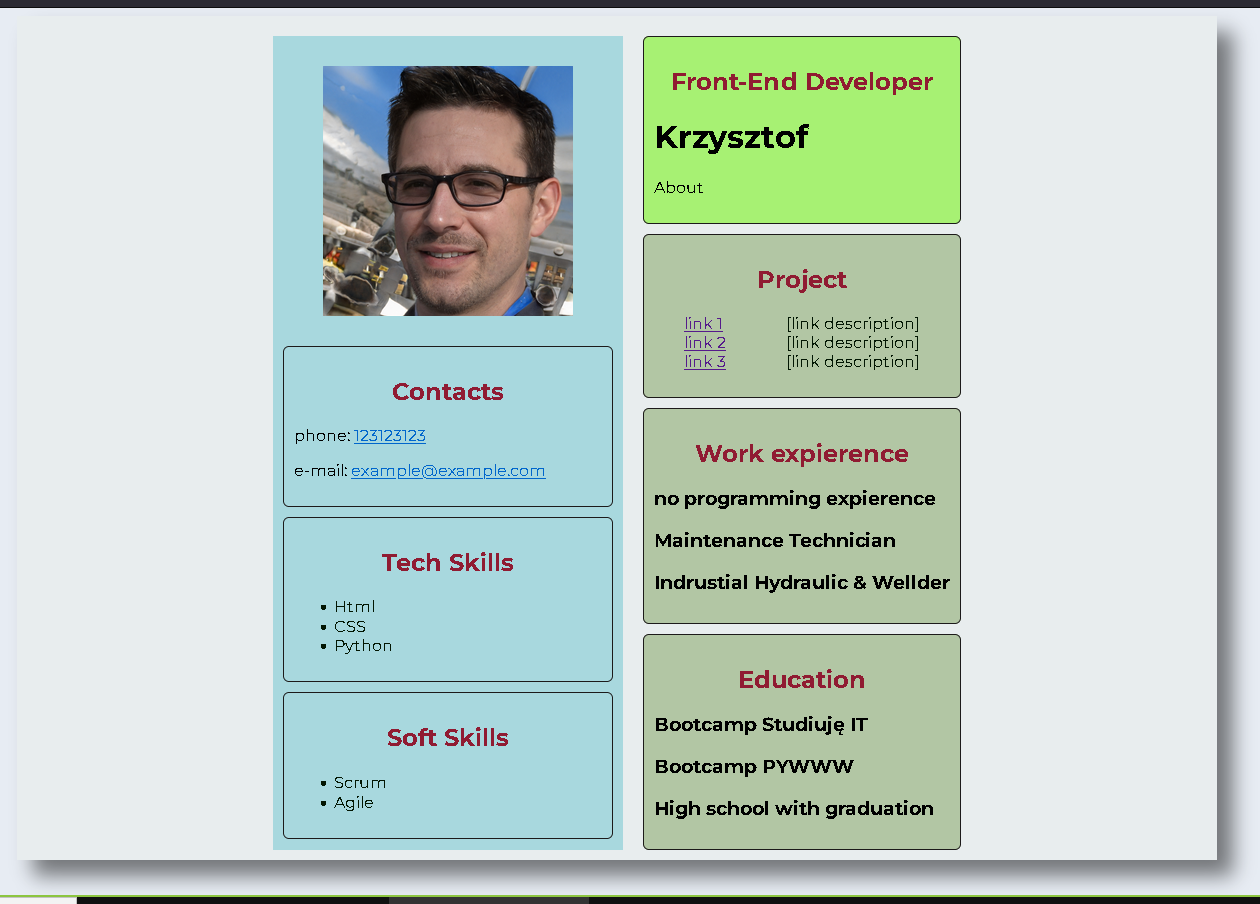 Contacts
phone: 123123123
e-mail: example@example.com
Tech Skills
Html
CSS
Python
Soft Skills
Scrum
Agile
Front-End Developer
Krzysztof
About
Project
link 1 [link description]
link 2 [link description]
link 3 [link description]
Work expierence
no programming expierence
Maintenance Technician
Indrustial Hydraulic & Wellder
Education
Bootcamp Studiuję IT
Bootcamp PYWWW
High school with graduation